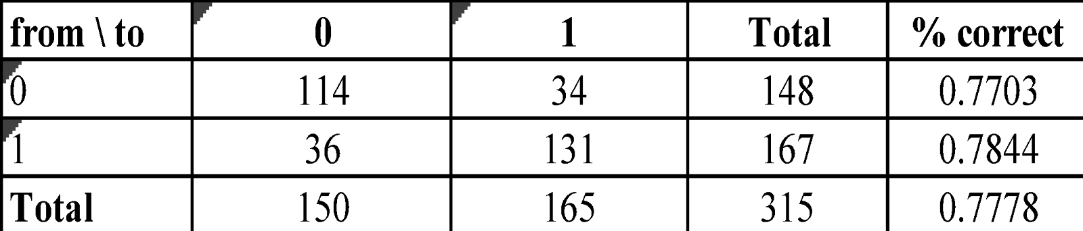 from \ to 0 1 Total % correct
0 114 34 148 0.7703
1 36 131 167 0.7844
Total 150 165 315 0.7778